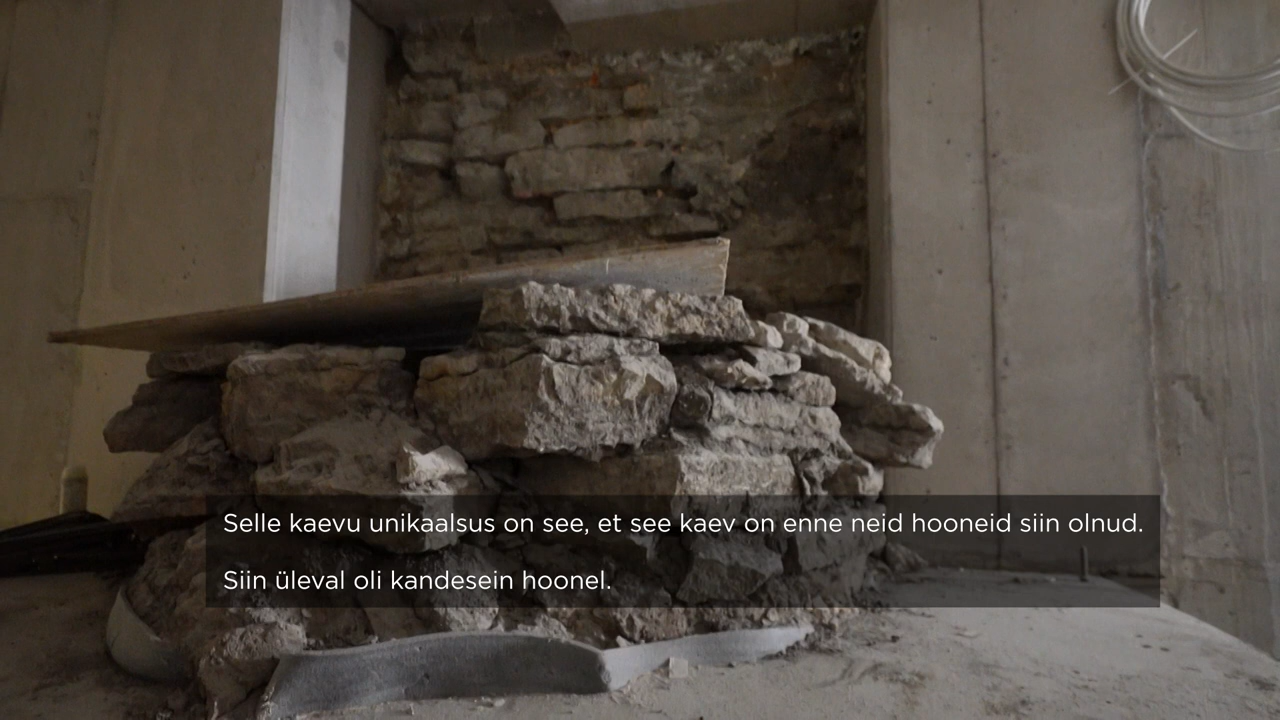 Selle kaevu unikaalsus on see, et see kaev on enne neid hooneid siin olnud.
Siin üleval oli kandesein hoonel.